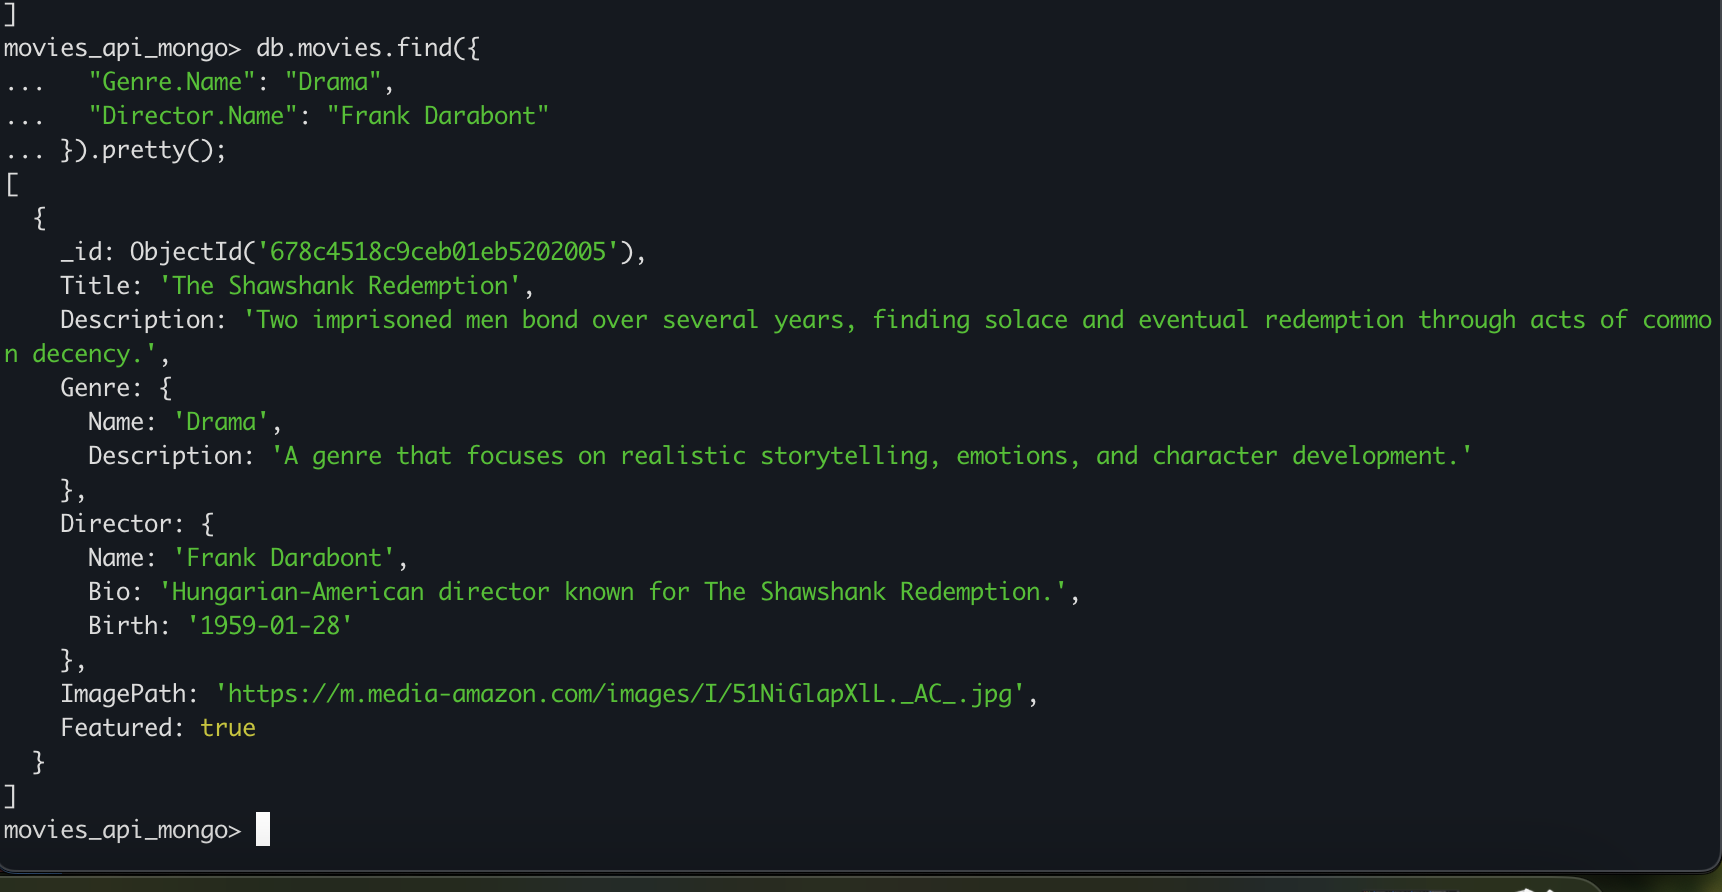 ]
movies_api_mongo> db.movies.find({
...   "Genre.Name": "Drama",
...   "Director.Name": "Frank Darabont"
... }).pretty();
[
  {
    _id: ObjectId('678c4518c9ceb01eb5202005'),
    Title: 'The Shawshank Redemption',
    Description: 'Two imprisoned men bond over several years, finding solace and eventual redemption through acts of commo
n decency.',
    Genre: {
      Name: 'Drama',
      Description: 'A genre that focuses on realistic storytelling, emotions, and character development.'
    },
    Director: {
      Name: 'Frank Darabont',
      Bio: 'Hungarian-American director known for The Shawshank Redemption.',
      Birth: '1959-01-28'
    },
    ImagePath: 'https://m.media-amazon.com/images/I/51NiGlapXlL._AC_.jpg',
    Featured: true
  }
]
movies_api_mongo>